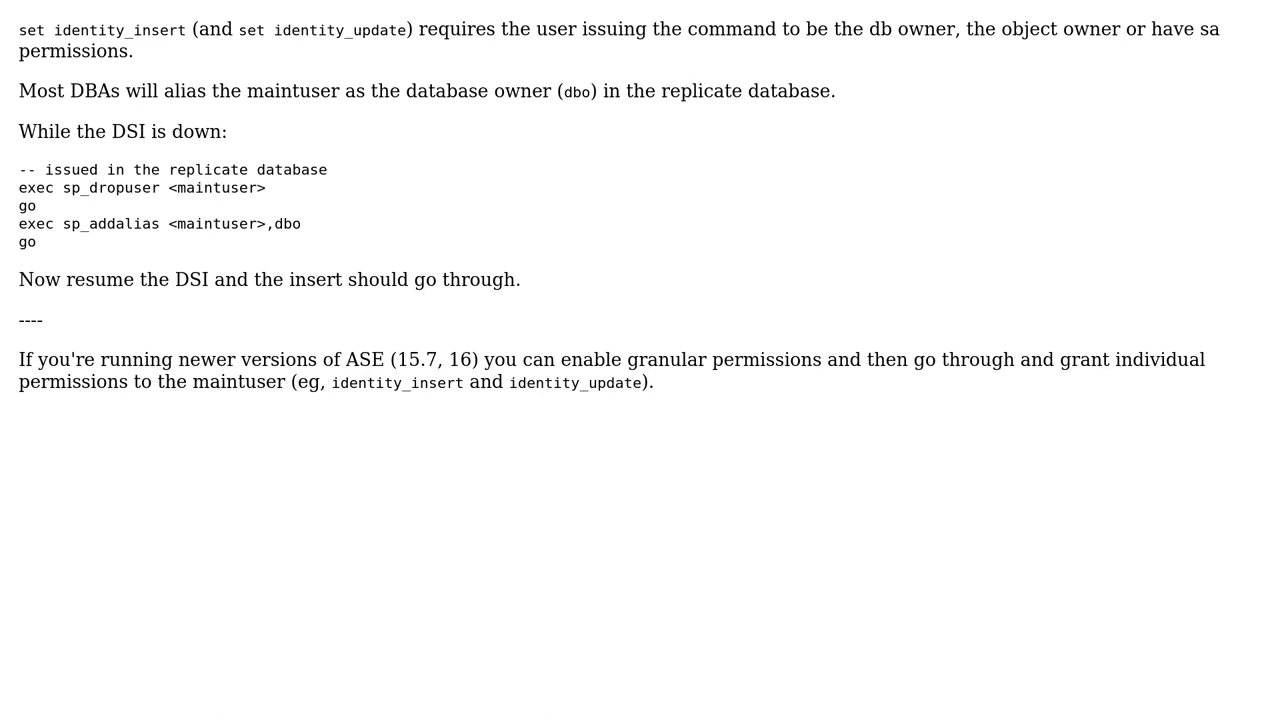 set identity_insert (and set identity_update) requires the user issuing the command to be the db owner, the object owner or have sa
permissions.
Most DBAs will alias the maintuser as the database owner (dbo) in the replicate database.
While the DSI is down:
-- issued in the replicate database
exec sp_dropuser <maintuser>
go
exec sp_addalias <maintuser>,dbo
go
Now resume the DSI and the insert should go through.
----
If you're running newer versions of ASE (15.7, 16) you can enable granular permissions and then go through and grant individual
permissions to the maintuser (eg, identity_insert and identity_update).